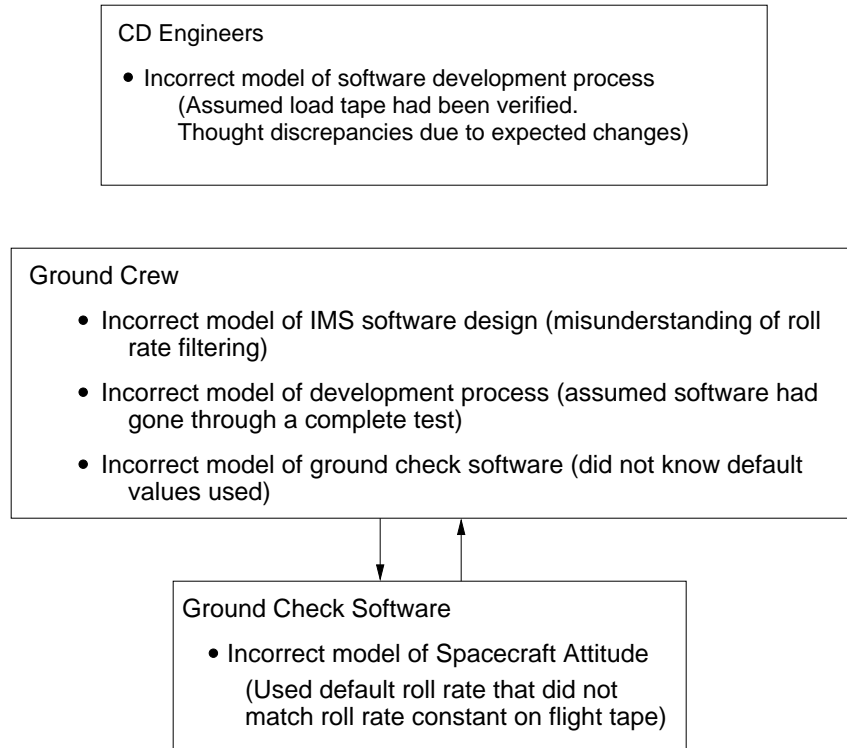 CD Engineers
• Incorrect model of software development process
(Assumed load tape had been verified.
Thought discrepancies due to expected changes)
Ground Crew
• Incorrect model of IMS software design (misunderstanding of roll
rate filtering)
• Incorrect model of development process (assumed software had
gone through a complete test)
• Incorrect model of ground check software (did not know default
values used)
Ground Check Software
• Incorrect model of Spacecraft Attitude
(Used default roll rate that did not
match roll rate constant on flight tape)